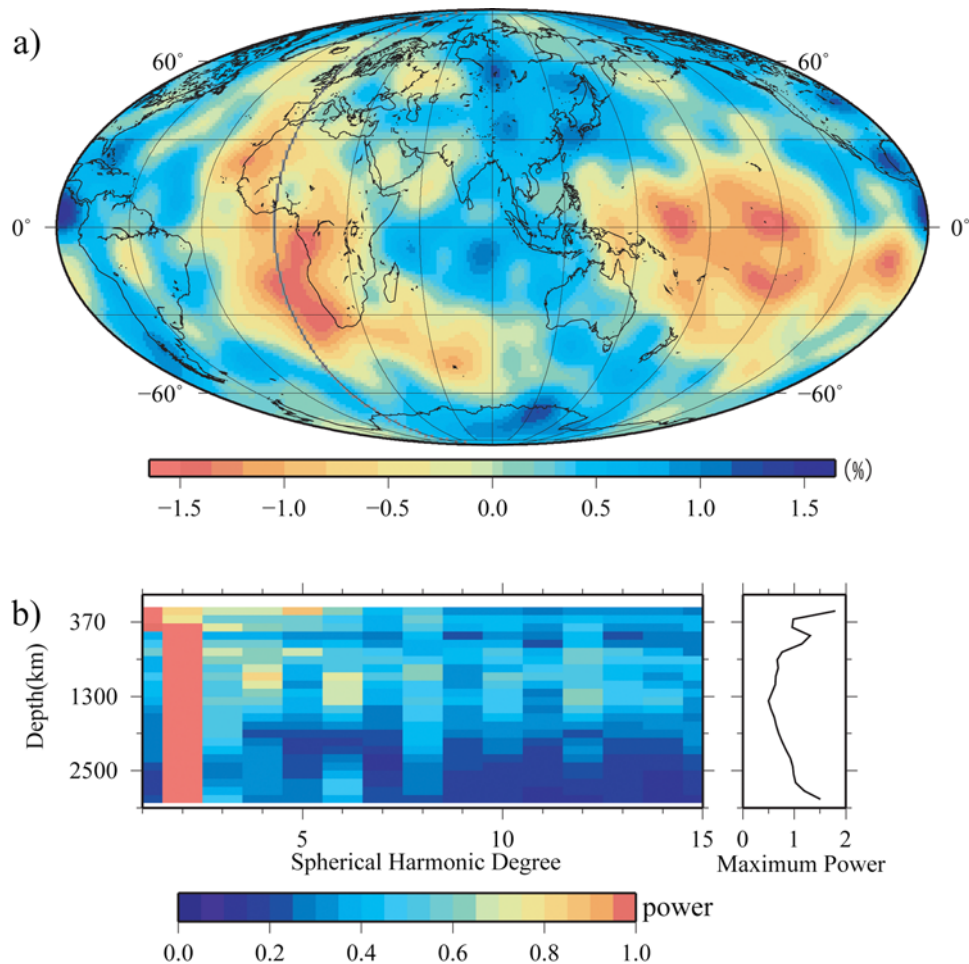 a)
60° 60°
0° 0°
−60° −60°
(%)
−1.5 −1.0 −0.5 0.0 0.5 1.0 1.5
b)
370
1300
2500
Depth(km)
5 10 15
Spherical Harmonic Degree
0 1 2
Maximum Power
power
0.0 0.2 0.4 0.6 0.8 1.0